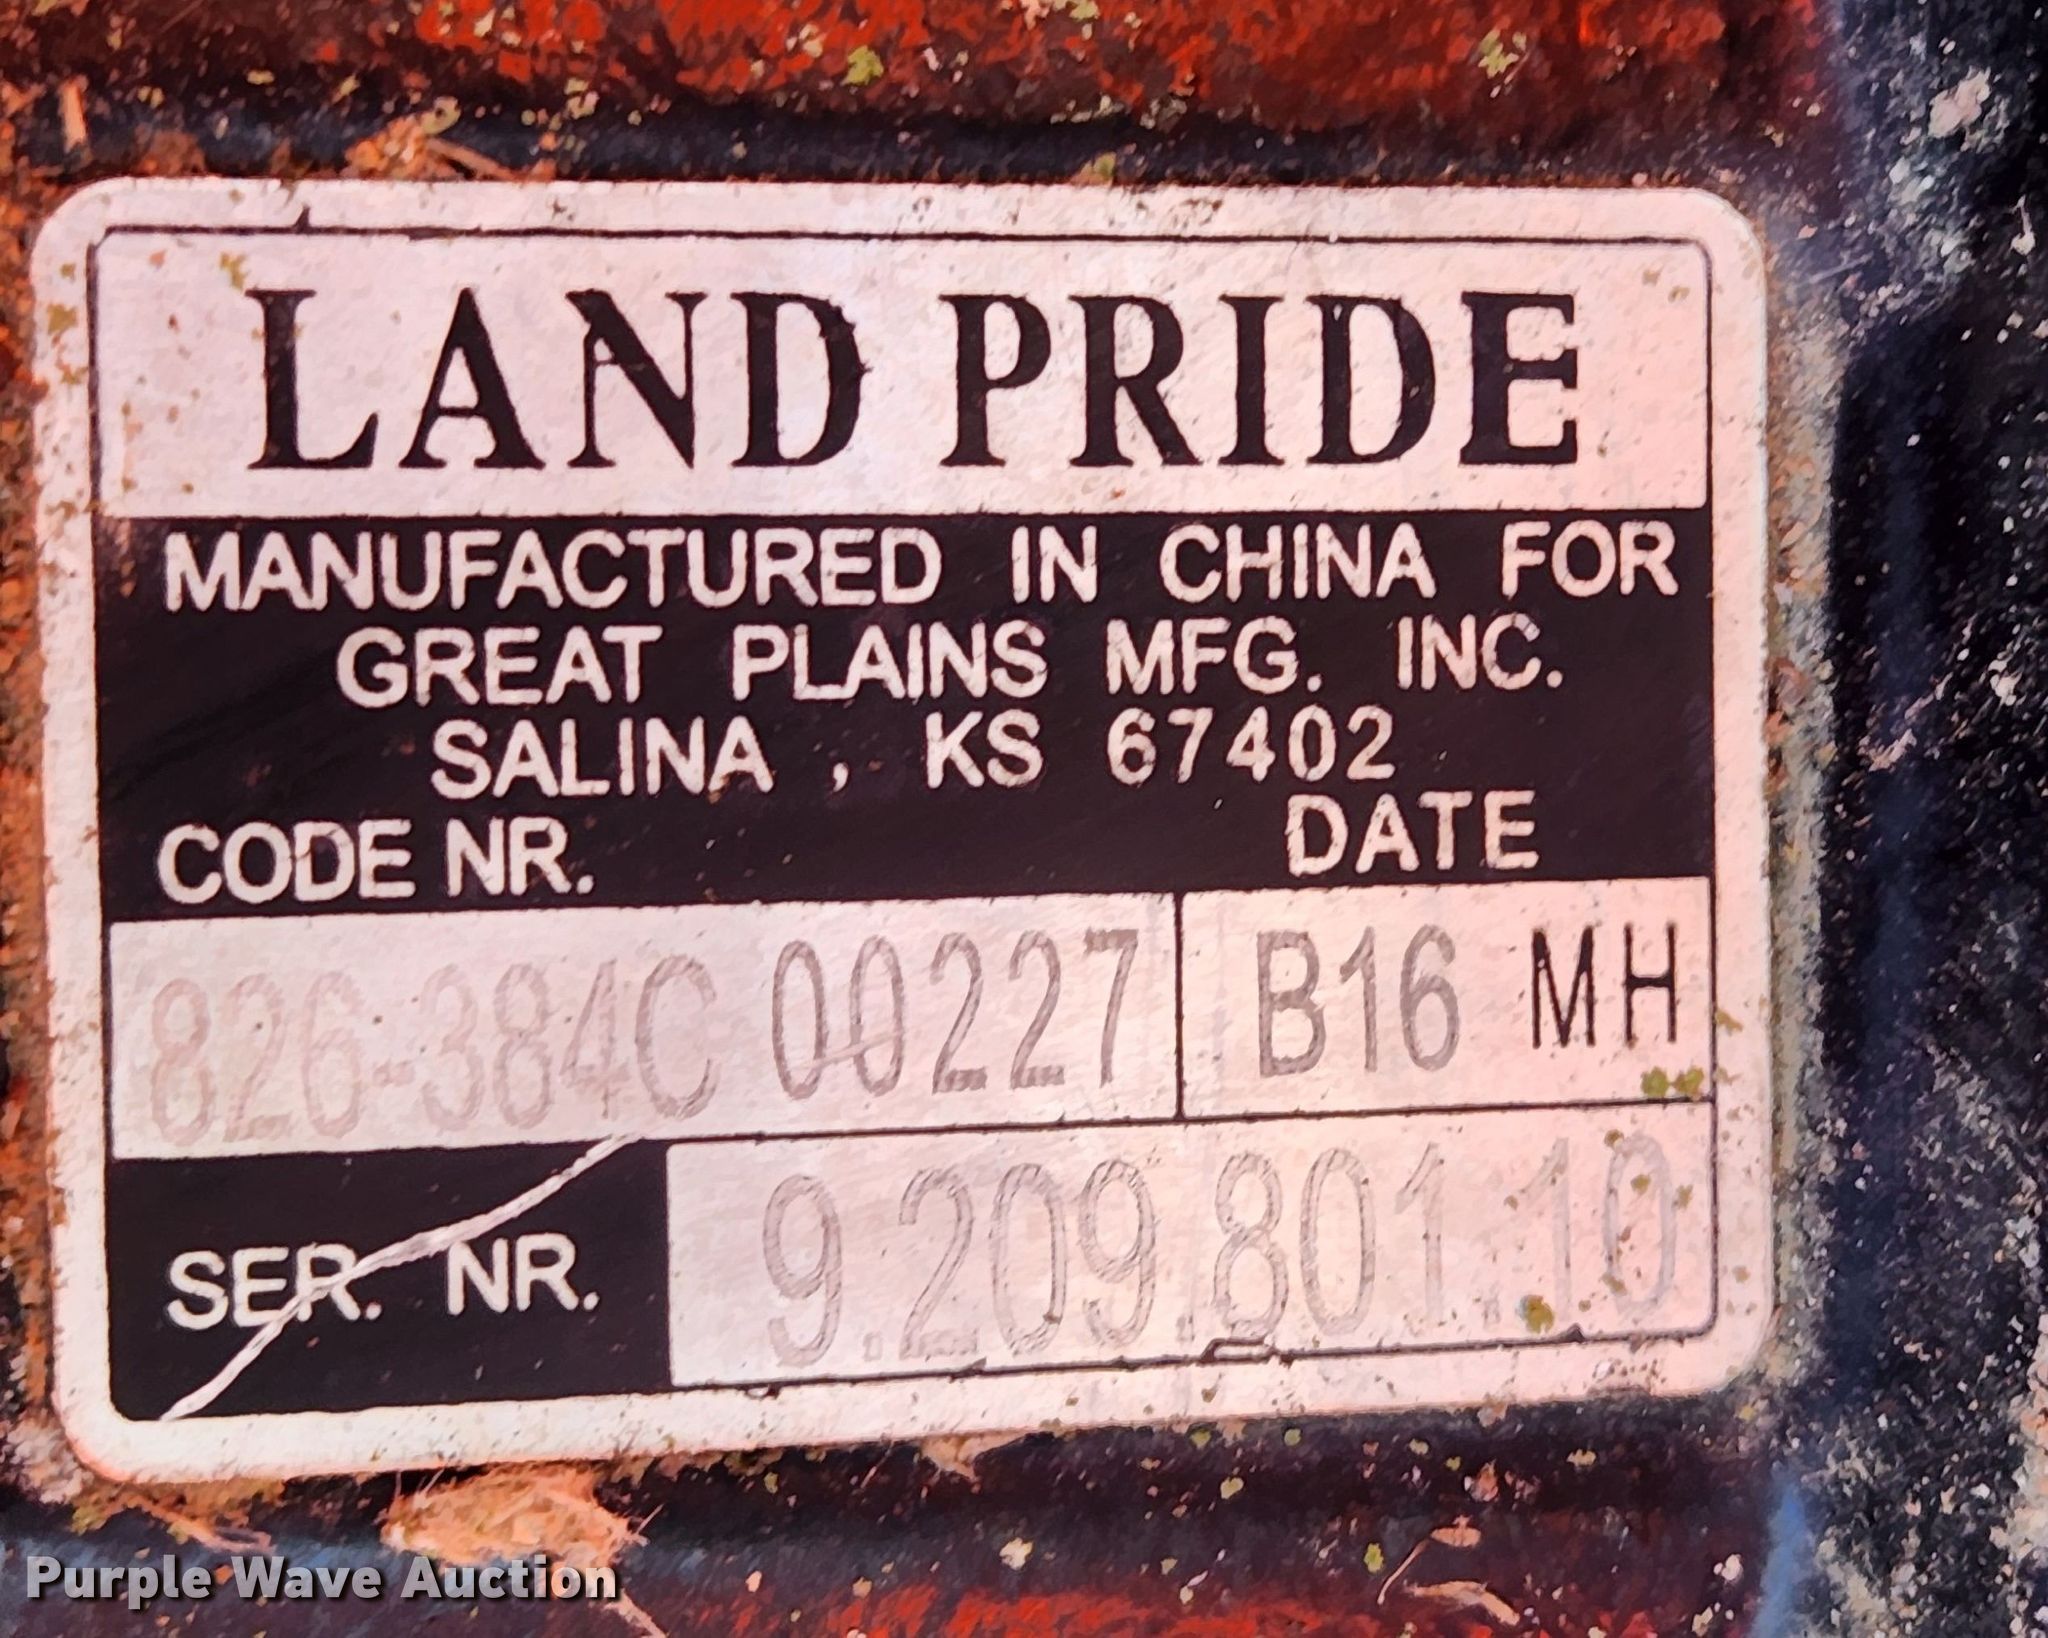 LAND PRIDE
MANUFACTURED IN CHINA FOR
GREAT PLAINS MFG. INC.
SALINA , KS 67402
CODE NR. DATE
826-384C 00227 B16 MH
SER. NR. 9.209.801.10
Purple Wave Auction